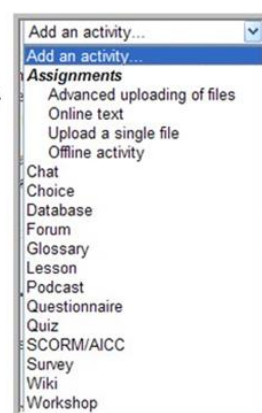 Add an activity...
Add an activity...
Assignments
Advanced uploading of files
Online text
Upload a single file
Offline activity
Chat
Choice
Database
Forum
Glossary
Lesson
Podcast
Questionnaire
Quiz
SCORM/AICC
Survey
Wiki
Workshop